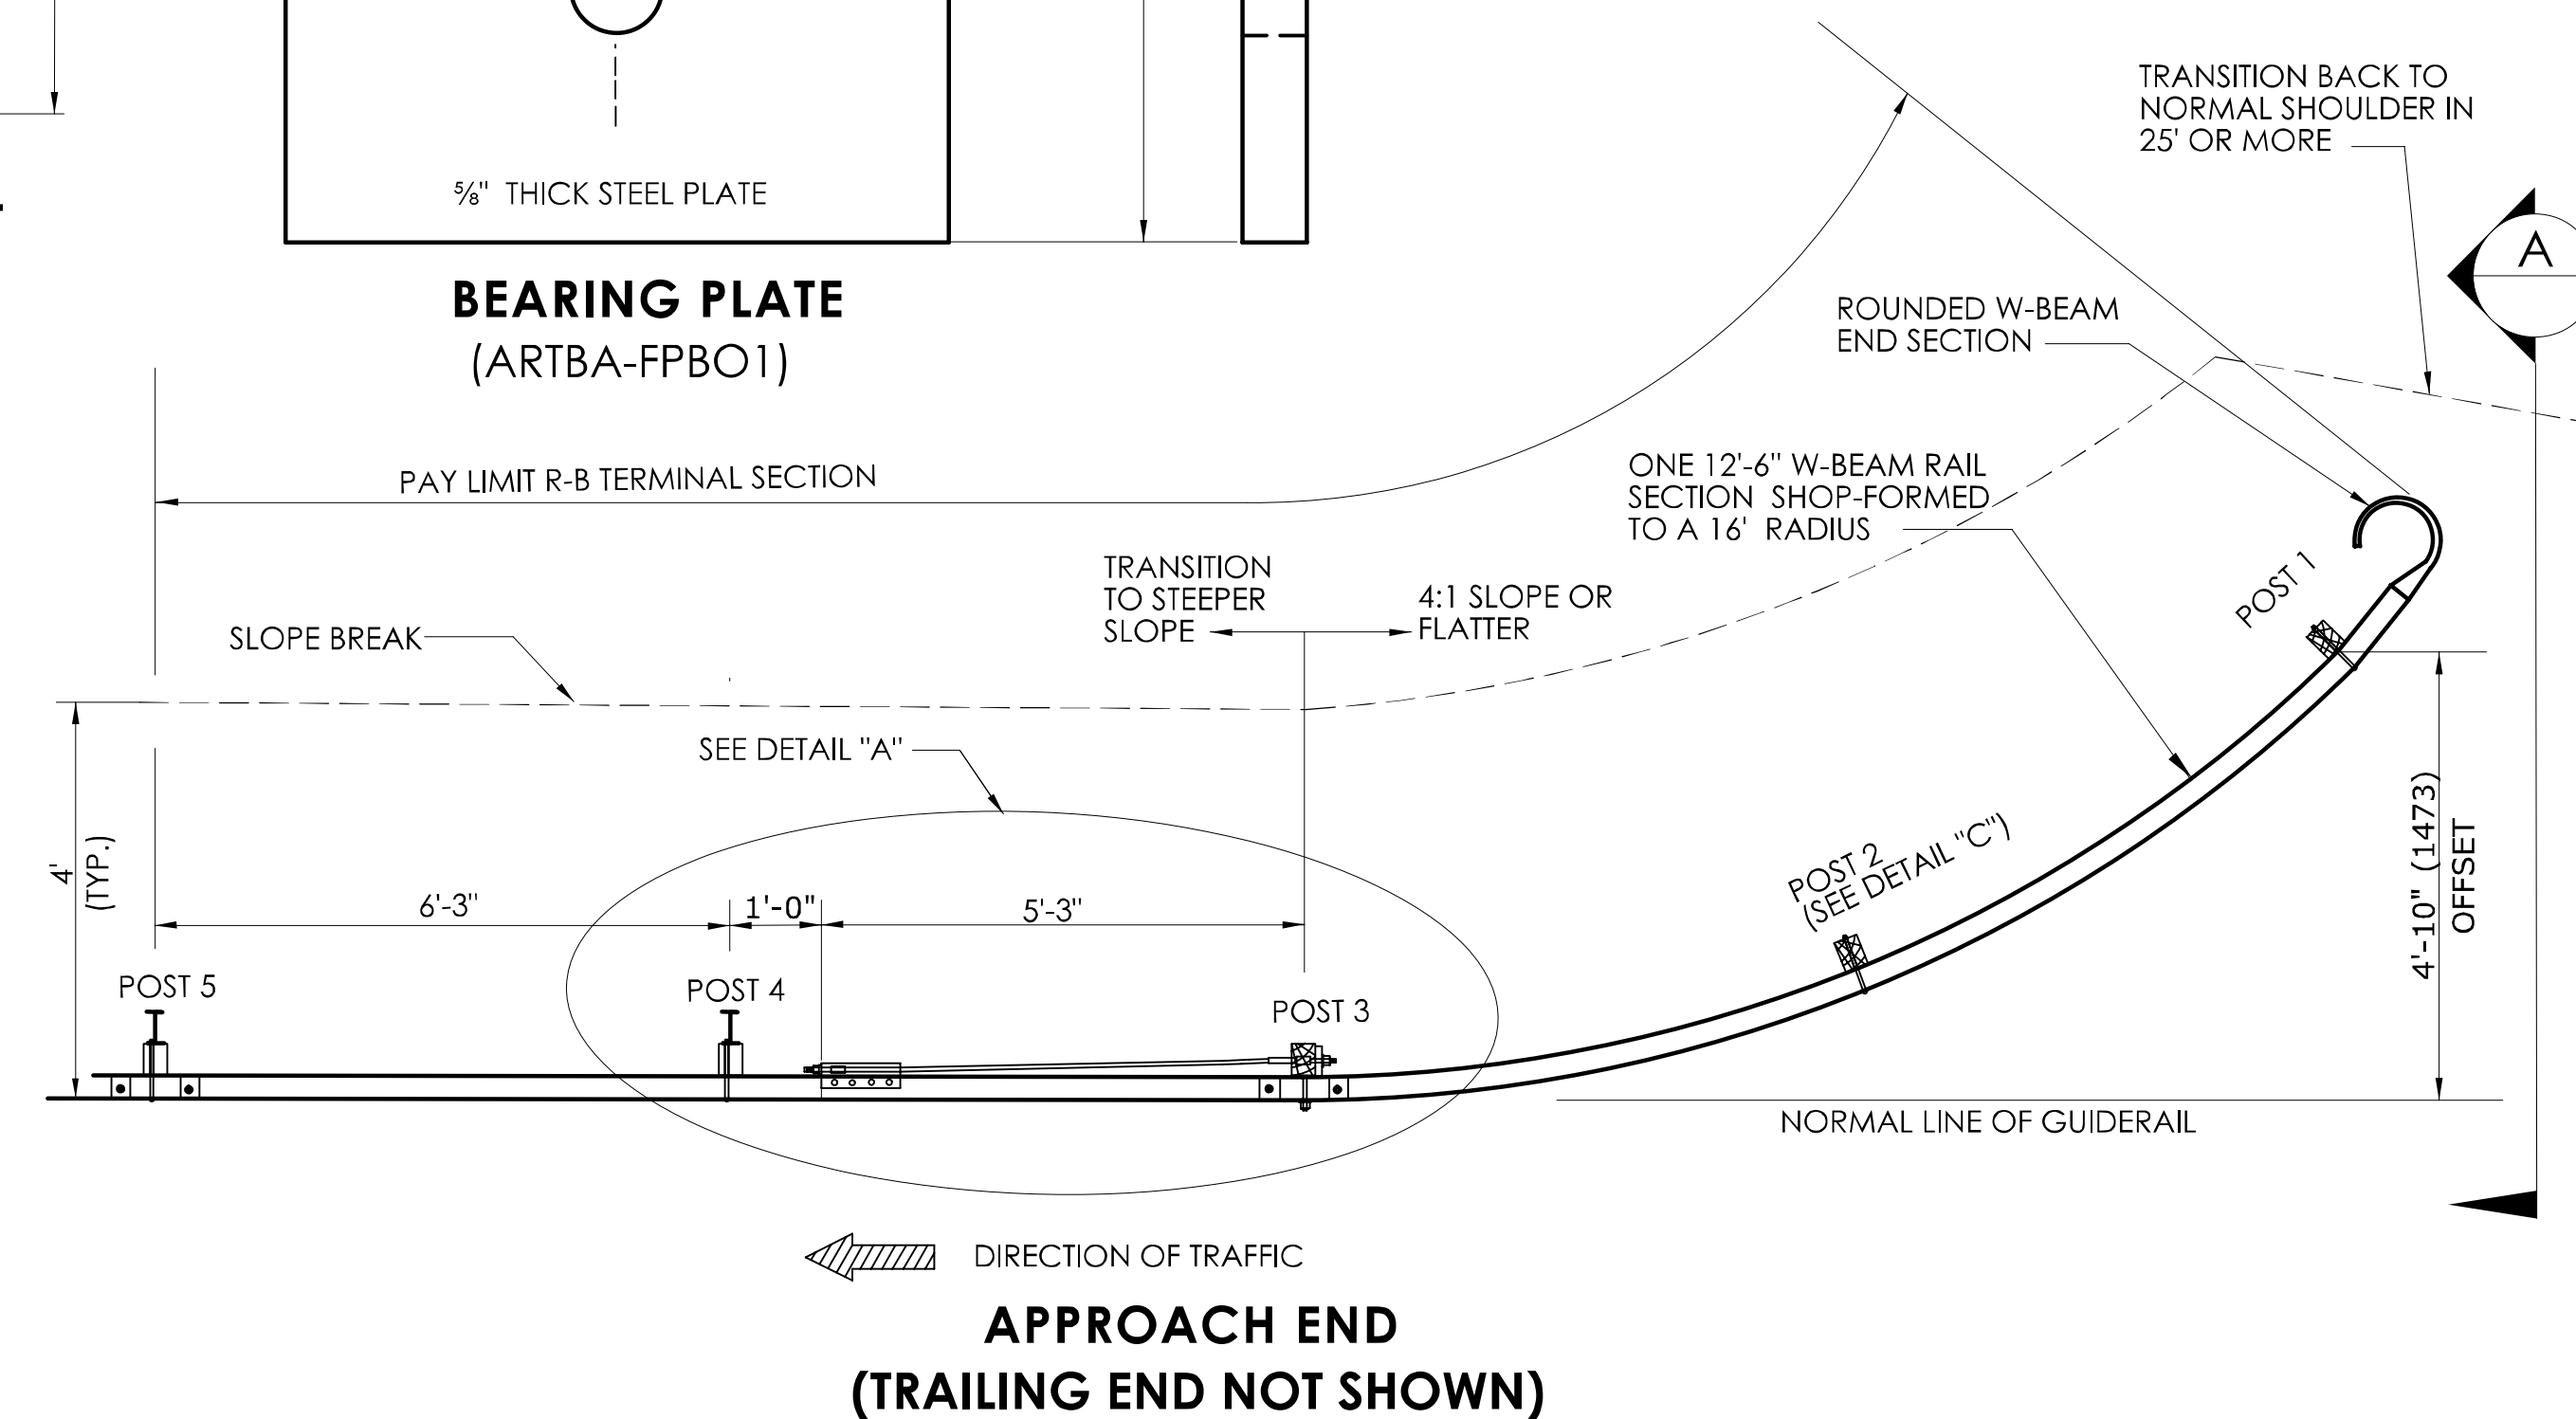 ⅝" THICK STEEL PLATE
BEARING PLATE
(ARTBA-FPBO1)
TRANSITION BACK TO
NORMAL SHOULDER IN
25' OR MORE
A
ROUNDED W-BEAM
END SECTION
PAY LIMIT R-B TERMINAL SECTION
ONE 12'-6" W-BEAM RAIL
SECTION SHOP-FORMED
TO A 16' RADIUS
TRANSITION
TO STEEPER
SLOPE
4:1 SLOPE OR
FLATTER
POST 1
SLOPE BREAK
SEE DETAIL "A"
4'
(TYP.)
6'-3"
1'-0"
5'-3"
POST 2
(SEE DETAIL "C")
4'-10" (1473)
OFFSET
POST 5
POST 4
POST 3
NORMAL LINE OF GUIDERAIL
DIRECTION OF TRAFFIC
APPROACH END
(TRAILING END NOT SHOWN)